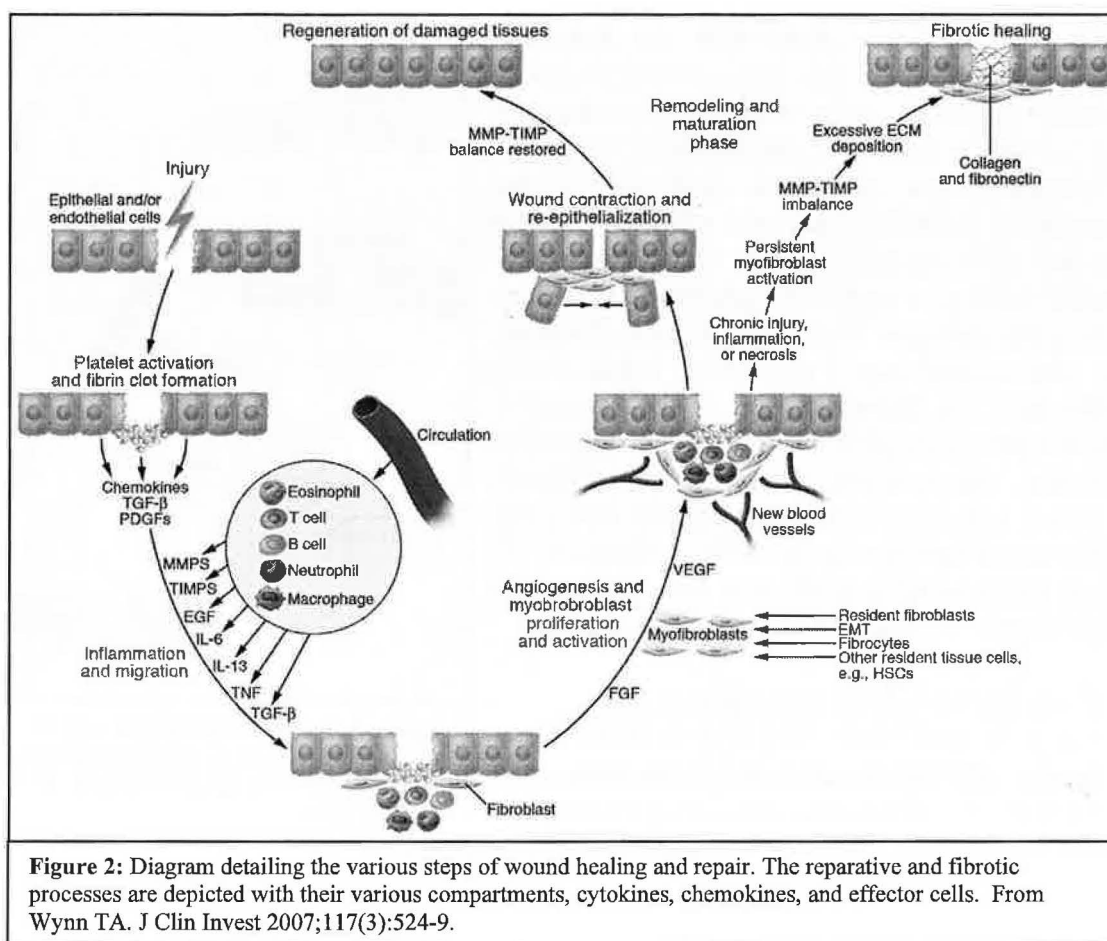 Regeneration of damaged tissues
Fibrotic healing
Remodeling and
maturation
phase
MMP-TIMP
balance restored
Excessive ECM
deposition
Collagen
and fibronectin
MMP-TIMP
imbalance
Injury
Epithelial and/or
endothelial cells
Wound contraction and
re-epithelialization
Persistent
myofibroblast
activation
Chronic injury,
inflammation,
or necrosis
Platelet activation
and fibrin clot formation
Circulation
Chemokines
TGF-β
PDGFs
Eosinophil
T cell
B cell
Neutrophil
Macrophage
New blood
vessels
MMPS
TIMPS
EGF
IL-6
IL-13
TNF
TGF-β
Inflammation
and migration
Angiogenesis and
myobrobroblast
proliferation
and activation
VEGF
FGF
Myofibroblasts
Resident fibroblasts
EMT
Fibrocytes
Other resident tissue cells,
e.g., HSCs
Fibroblast
Figure 2: Diagram detailing the various steps of wound healing and repair. The reparative and fibrotic
processes are depicted with their various compartments, cytokines, chemokines, and effector cells. From
Wynn TA. J Clin Invest 2007;117(3):524-9.